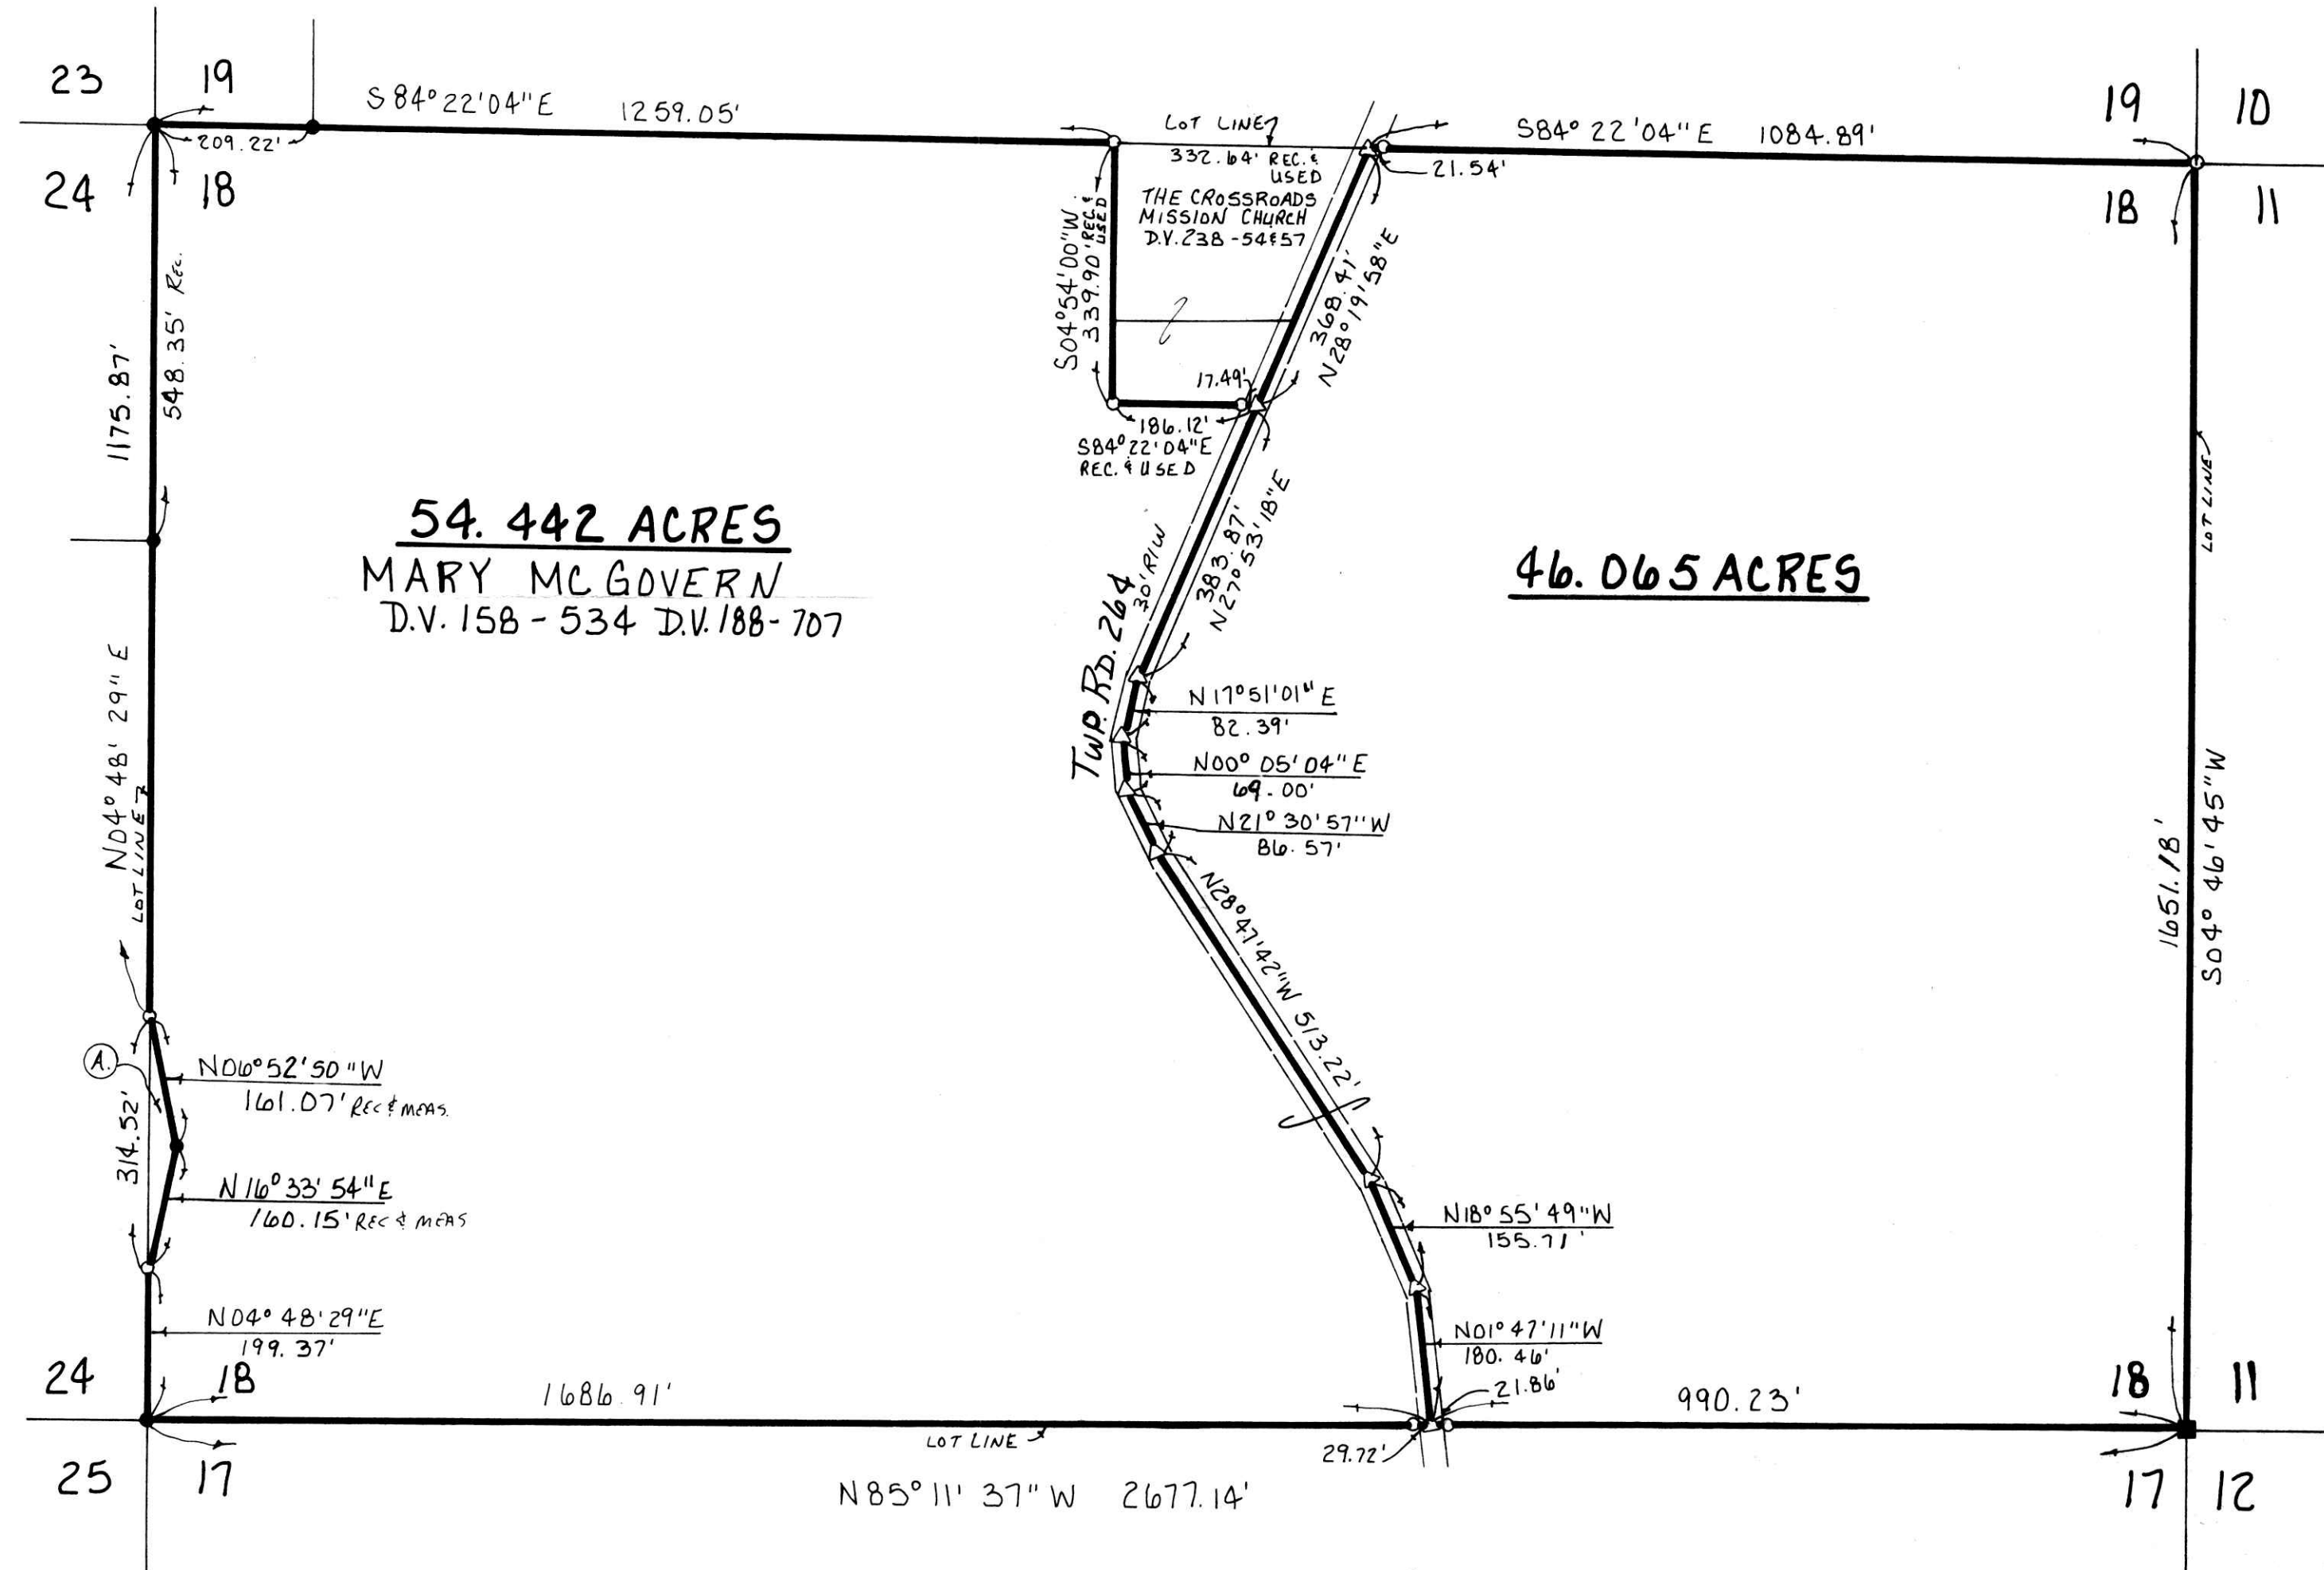 23
19
S84°22'04"E 1259.05'
LOT LINE
S84°22'04"E 1084.89'
19
10
209.22'
332.64' REC. &
USED
21.54'
24
18
THE CROSSROADS
MISSION CHURCH
D.V. 238-54&57
18
11
S04°54'00"W
339.90' REC. &
USED
368.41'
N28°19'58"E
1175.87'
548.35' REC.
17.49'
186.12'
S84°22'04"E
REC. & USED
LOT LINE
54.442 ACRES
MARY MCGOVERN
D.V. 158-534 D.V. 188-707
383.87'
N27°53'18"E
30' R/W
TWP. RD. 264
46.065 ACRES
N04°48'29"E
LOT LINE
N17°51'01"E
82.39'
N00°05'04"E
69.00'
N21°30'57"W
86.57'
1651.18'
S04°46'45"W
N28°47'42"W 513.22'
A.
N06°52'50"W
161.07' REC & MEAS.
314.52'
N16°33'54"E
160.15' REC & MEAS
N18°55'49"W
155.71'
N04°48'29"E
199.37'
N01°47'11"W
180.46'
24
18
1686.91'
21.86'
990.23'
18
11
LOT LINE
29.72'
25
17
N85°11'37"W 2677.14'
17
12